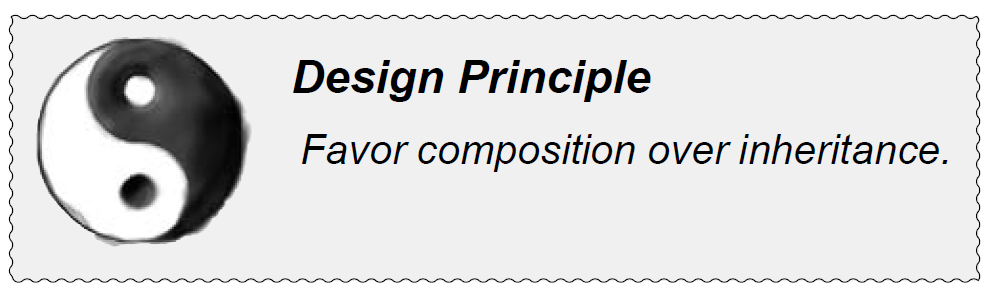 Design Principle
Favor composition over inheritance.